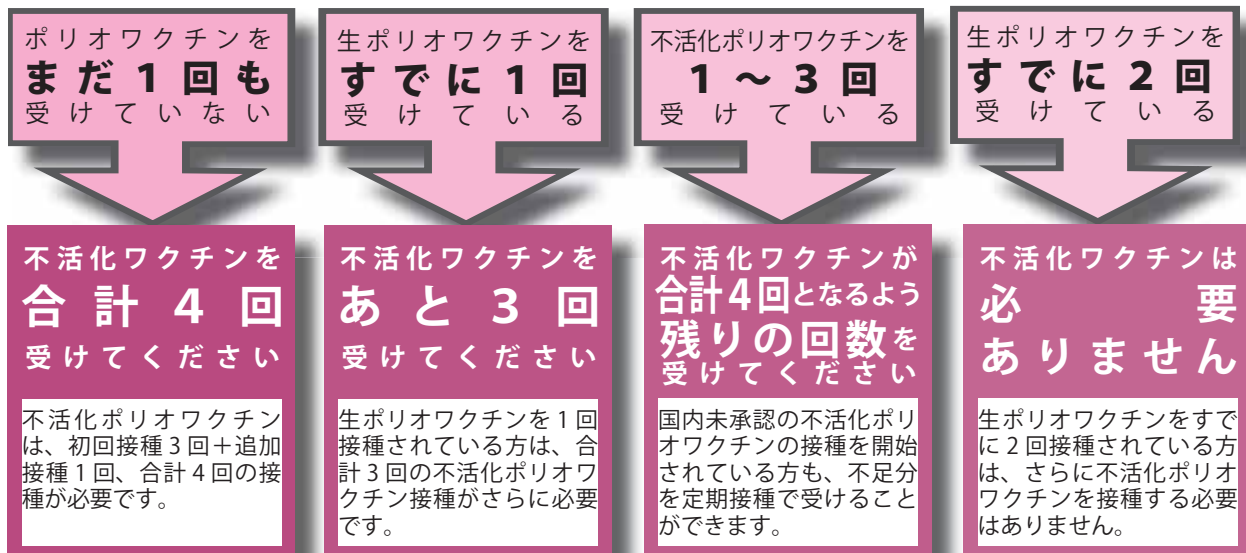 ポリオワクチンを
まだ1回も
受けていない
不活化ワクチンを
合計4回
受けてください
不活化ポリオワクチン
は、初回接種3回＋追加
接種1回、合計4回の接
種が必要です。
生ポリオワクチンを
すでに1回
受けている
不活化ワクチンを
あと3回
受けてください
生ポリオワクチンを1回
接種されている方は、合
計3回の不活化ポリオワ
クチン接種がさらに必要
です。
不活化ポリオワクチンを
1～3回
受けている
不活化ワクチンが
合計4回となるよう
残りの回数を
受けてください
国内未承認の不活化ポリ
オワクチンの接種を開始
されている方も、不足分
を定期接種で受けること
ができます。
生ポリオワクチンを
すでに2回
受けている
不活化ワクチンは
必要
ありません
生ポリオワクチンをすで
に2回接種されている方
は、さらに不活化ポリオ
ワクチンを接種する必要
はありません。